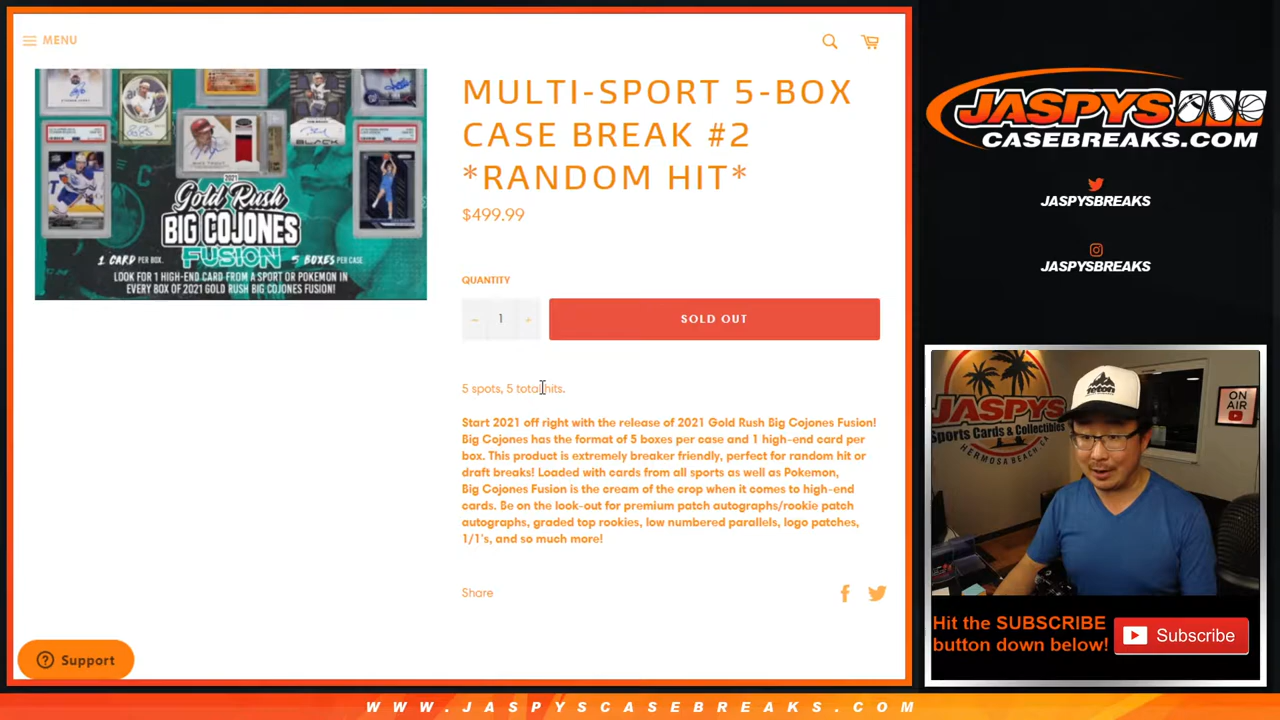 MENU
MULTI-SPORT 5-BOX
CASE BREAK #2
*RANDOM HIT*
$499.99
QUANTITY
1
SOLD OUT
2021
Gold Rush
BIG COJONES
FUSION
1 CARD PER BOX. 5 BOXES PER CASE.
LOOK FOR 1 HIGH-END CARD FROM A SPORT OR POKEMON IN
EVERY BOX OF 2021 GOLD RUSH BIG COJONES FUSION!
BLACK
5 spots, 5 total hits.
Start 2021 off right with the release of 2021 Gold Rush Big Cojones Fusion!
Big Cojones has the format of 5 boxes per case and 1 high-end card per
box. This product is extremely breaker friendly, perfect for random hit or
draft breaks! Loaded with cards from all sports as well as Pokemon,
Big Cojones Fusion is the cream of the crop when it comes to high-end
cards. Be on the look-out for premium patch autographs/rookie patch
autographs, graded top rookies, low numbered parallels, logo patches,
1/1's, and so much more!
Share
Support
JASPYS
CASEBREAKS.COM
JASPYSBREAKS
JASPYSBREAKS
JASPYS
Sports Cards & Collectibles
HERMOSA BEACH, CA
teton
ON
AIR
Hit the SUBSCRIBE
button down below!
Subscribe
WWW.JASPYSCASEBREAKS.COM